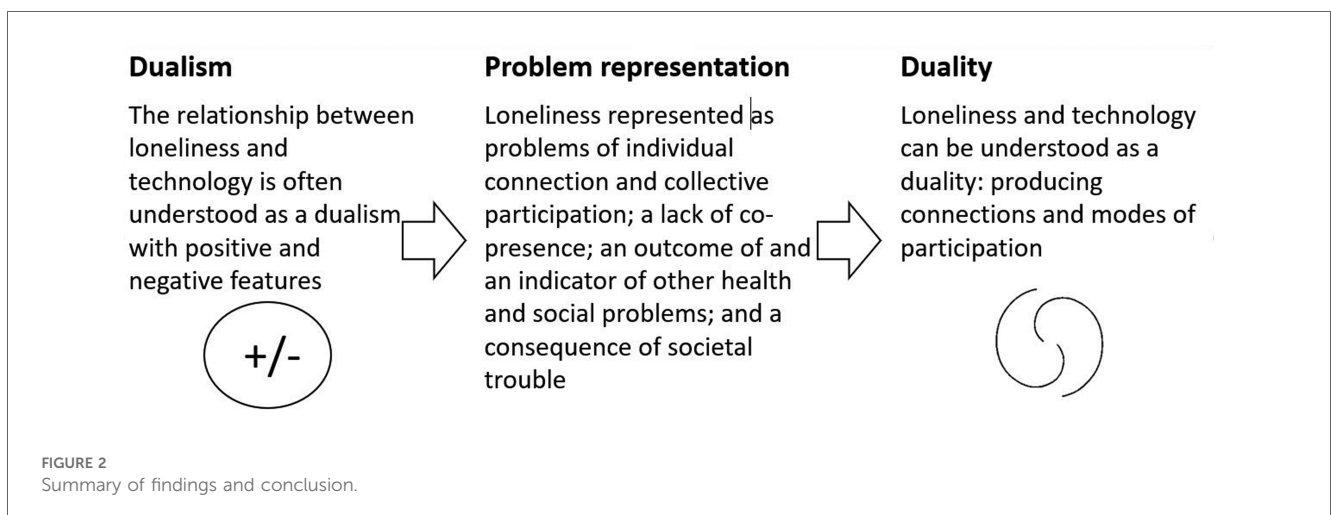 Dualism
The relationship between
loneliness and
technology is often
understood as a dualism
with positive and
negative features
+/-
Problem representation
Loneliness represented as
problems of individual
connection and collective
participation; a lack of co-
presence; an outcome of and
an indicator of other health
and social problems; and a
consequence of societal
trouble
Duality
Loneliness and technology
can be understood as a
duality: producing
connections and modes of
participation
FIGURE 2
Summary of findings and conclusion.